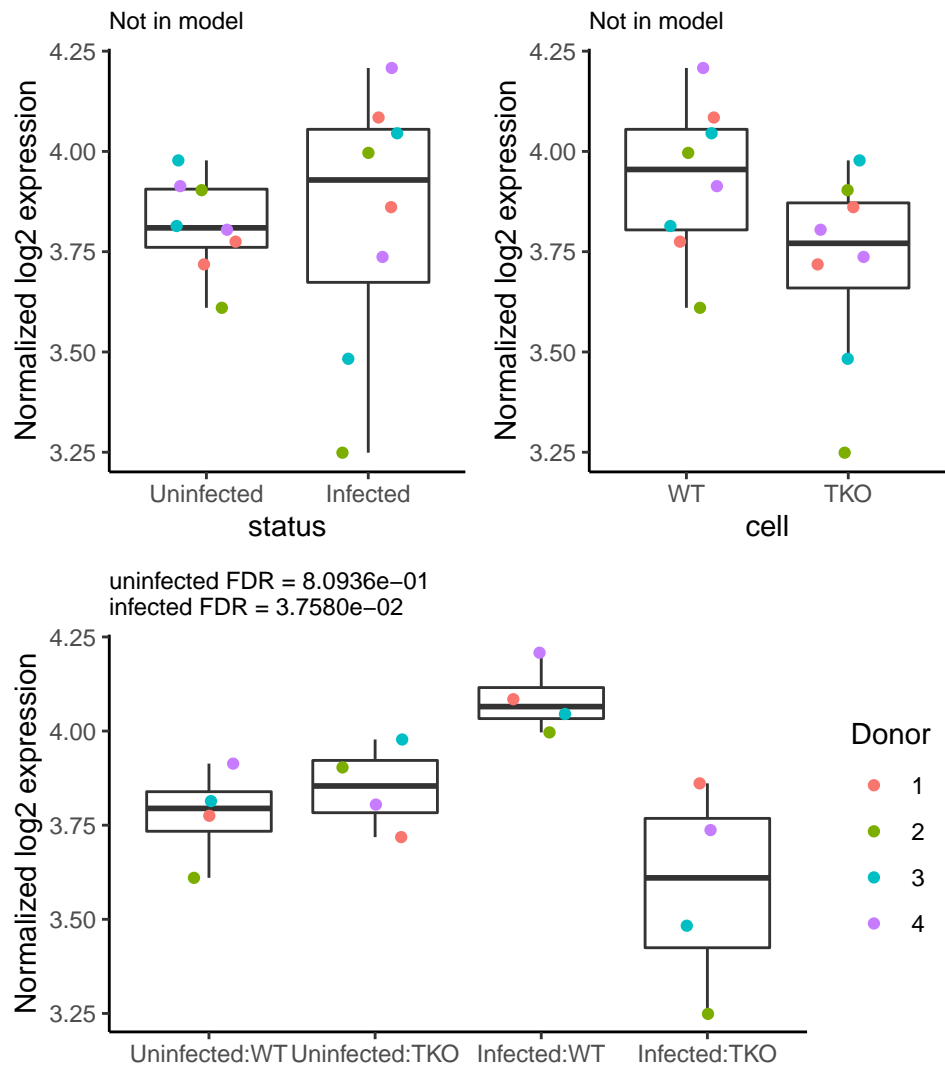 Not in model
Normalized log2 expression
4.25
4.00
3.75
3.50
3.25
Uninfected Infected
status
Not in model
Normalized log2 expression
4.25
4.00
3.75
3.50
3.25
WT TKO
cell
uninfected FDR = 8.0936e−01
infected FDR = 3.7580e−02
Normalized log2 expression
4.25
4.00
3.75
3.50
3.25
Uninfected:WT Uninfected:TKO Infected:WT Infected:TKO
Donor
1
2
3
4